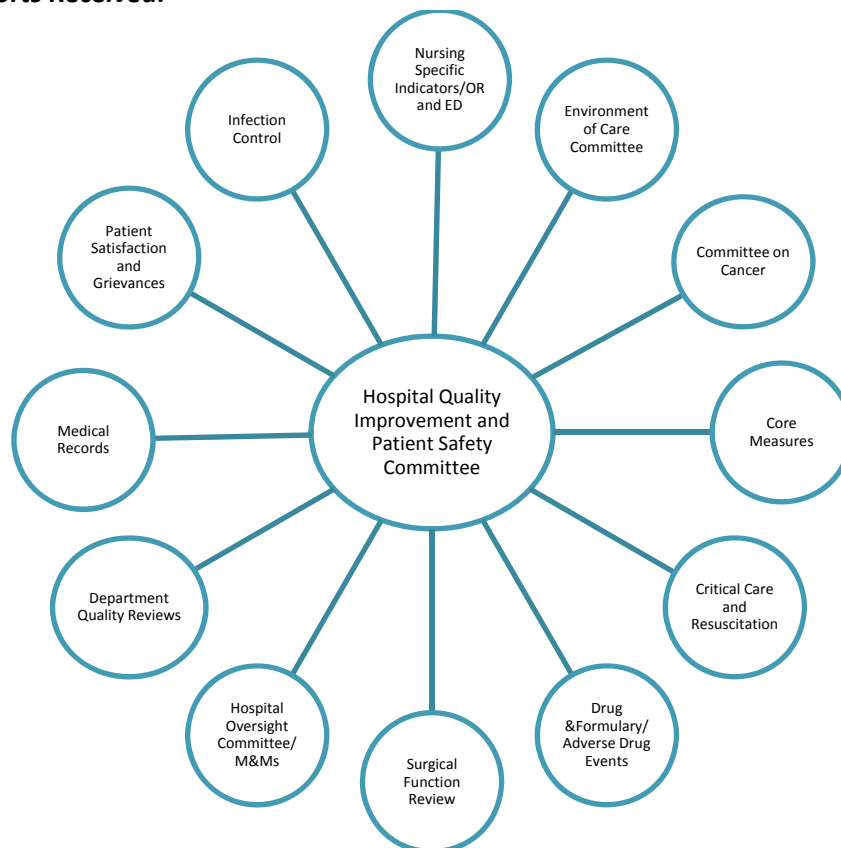 Received:
Nursing
Specific
Indicators/OR
and ED
Environment
of Care
Committee
Committee on
Cancer
Core
Measures
Critical Care
and
Resuscitation
Drug
&Formulary/
Adverse Drug
Events
Surgical
Function
Review
Hospital
Oversight
Committee/
M&Ms
Department
Quality Reviews
Medical
Records
Patient
Satisfaction
and
Grievances
Infection
Control
Hospital Quality
Improvement and
Patient Safety
Committee